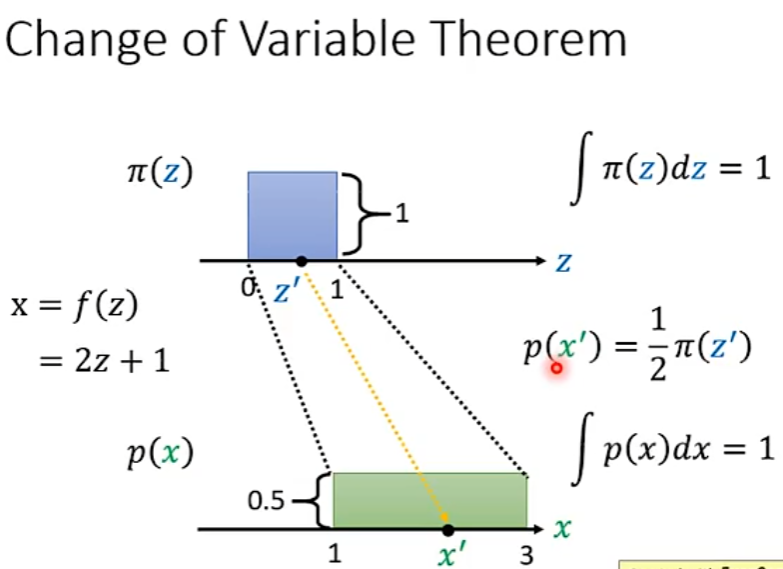 Change of Variable Theorem
π(z)
∫ π(z)dz = 1
1
z
0 z′ 1
x = f(z)
= 2z + 1
p(x′) = 1/2 π(z′)
p(x)
∫ p(x)dx = 1
0.5
x
1 x′ 3